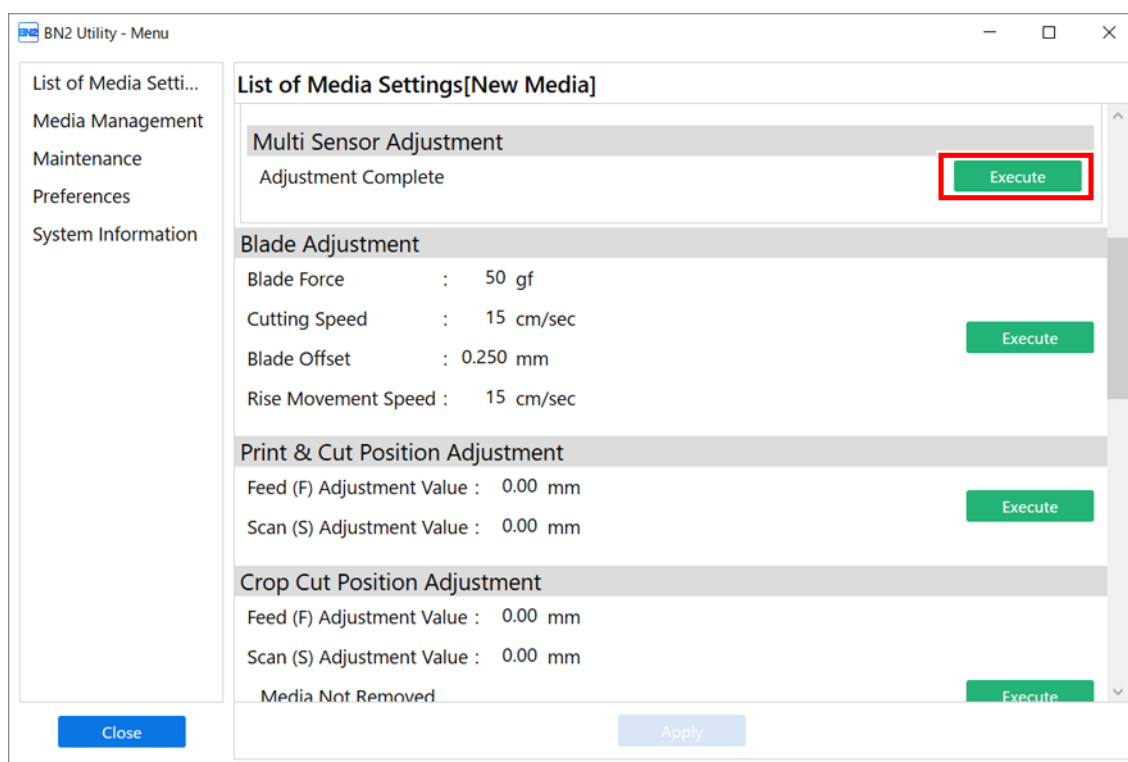 BN2 BN2 Utility - Menu
List of Media Setti...
Media Management
Maintenance
Preferences
System Information
Close
List of Media Settings[New Media]
Multi Sensor Adjustment
Adjustment Complete Execute
Blade Adjustment
Blade Force : 50 gf
Cutting Speed : 15 cm/sec
Blade Offset : 0.250 mm
Rise Movement Speed : 15 cm/sec
Execute
Print & Cut Position Adjustment
Feed (F) Adjustment Value : 0.00 mm
Scan (S) Adjustment Value : 0.00 mm
Execute
Crop Cut Position Adjustment
Feed (F) Adjustment Value : 0.00 mm
Scan (S) Adjustment Value : 0.00 mm
Media Not Removed Execute
Apply